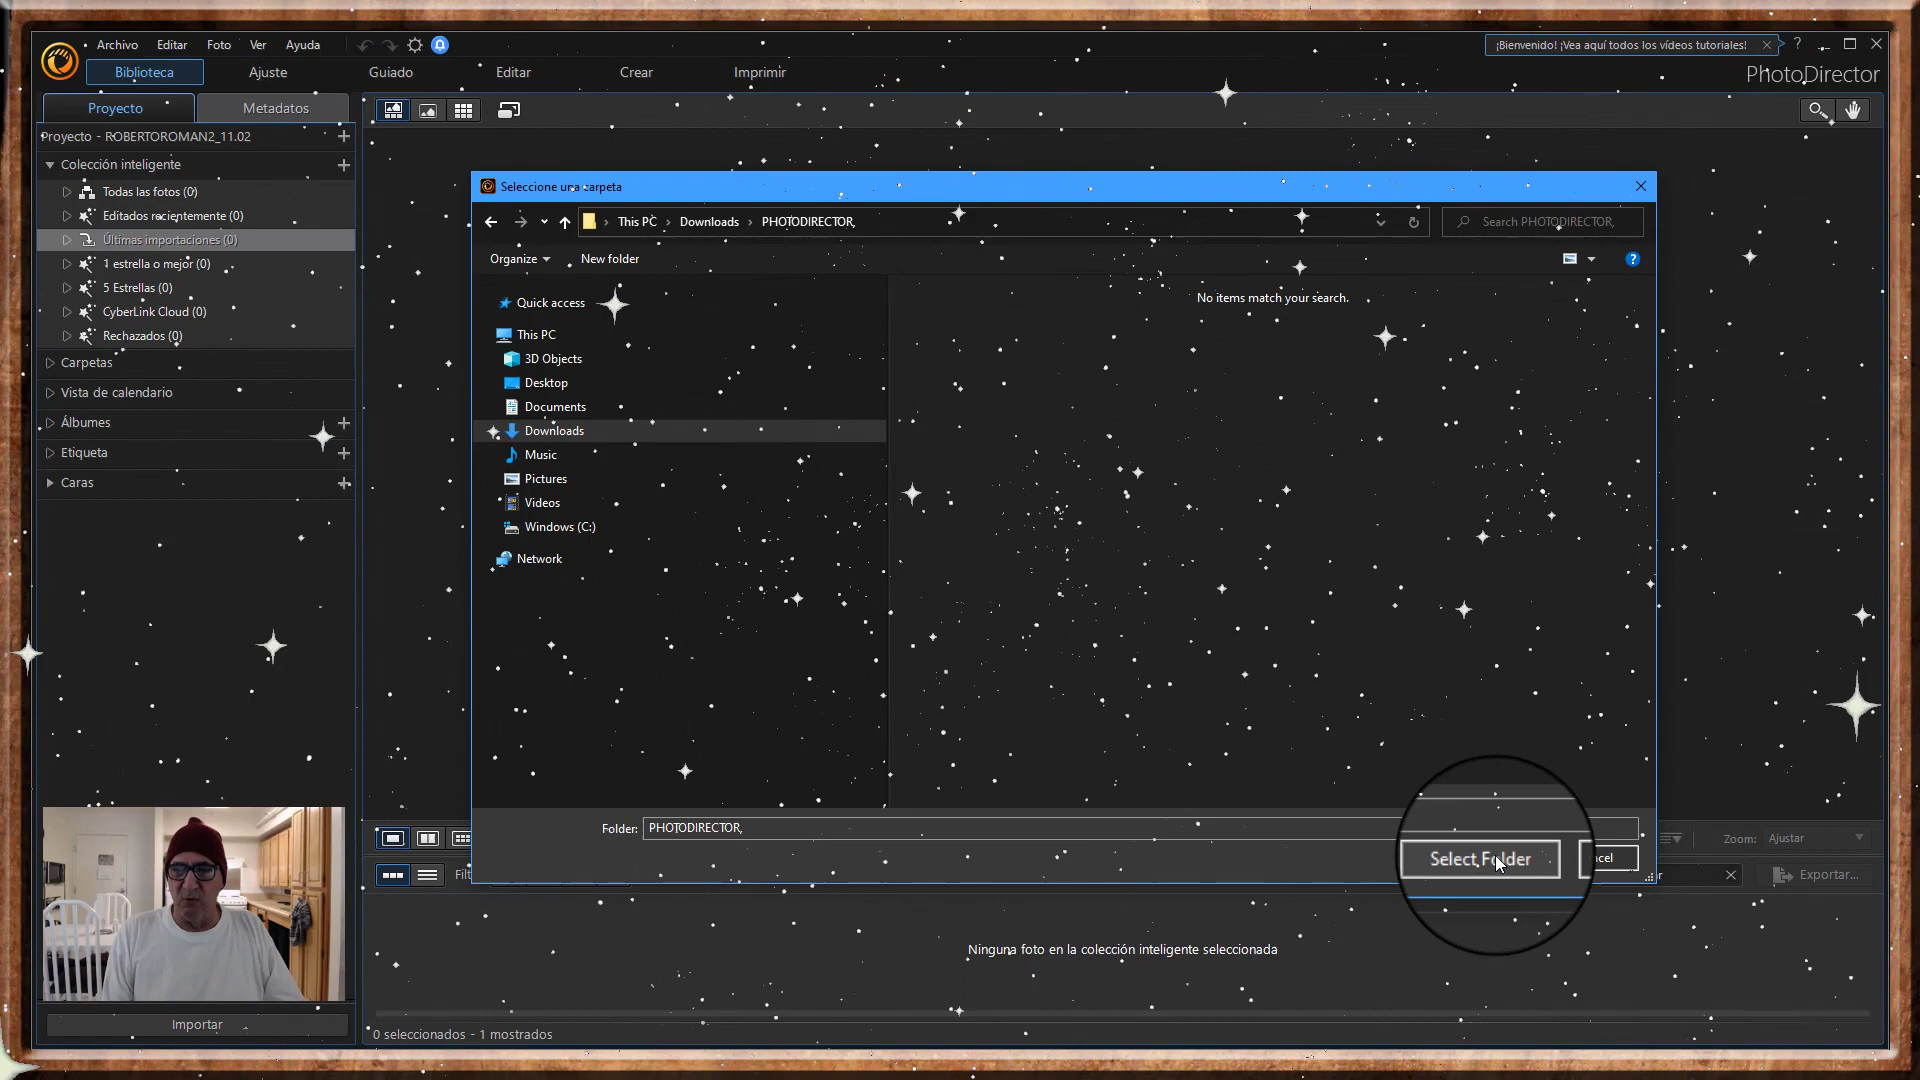 Archivo Editar Foto Ver Ayuda
¡Bienvenido! ¡Vea aquí todos los vídeos tutoriales!
?
Biblioteca Ajuste Guiado Editar Crear Imprimir
PhotoDirector
Proyecto Metadatos
Proyecto - ROBERTOROMAN2_11.02
Colección inteligente
Todas las fotos (0)
Editados recientemente (0)
Últimas importaciones (0)
1 estrella o mejor (0)
5 Estrellas (0)
CyberLink Cloud (0)
Rechazados (0)
Carpetas
Vista de calendario
Álbumes
Etiqueta
Caras
Seleccione una carpeta
This PC > Downloads > PHOTODIRECTOR,
Search PHOTODIRECTOR,
Organize New folder
?
Quick access
This PC
3D Objects
Desktop
Documents
Downloads
Music
Pictures
Videos
Windows (C:)
Network
No items match your search.
Folder: PHOTODIRECTOR,
Select Folder
ncel
Zoom: Ajustar
Filt
or
Exportar...
Ninguna foto en la colección inteligente seleccionada
Importar
0 seleccionados - 1 mostrados